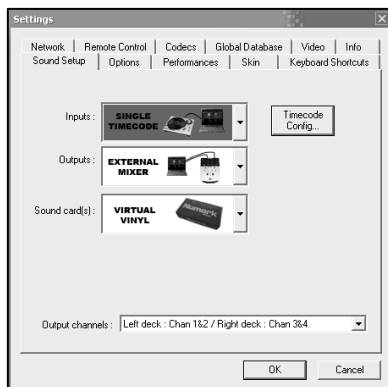 Settings
Network Remote Control Codecs Global Database Video Info
Sound Setup Options Performances Skin Keyboard Shortcuts
Inputs : SINGLE TIMECODE Timecode Config...
Outputs : EXTERNAL MIXER
Sound card(s) : VIRTUAL VINYL Numark
Output channels : Left deck : Chan 1&2 / Right deck : Chan 3&4
OK Cancel